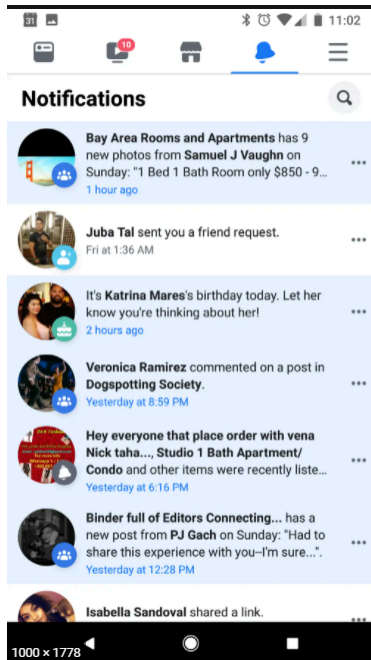 31 11:02
10
Notifications
Bay Area Rooms and Apartments has 9
new photos from Samuel J Vaughn on
Sunday: "1 Bed 1 Bath Room only $850 - 9...
1 hour ago
Juba Tal sent you a friend request.
Fri at 1:36 AM
It's Katrina Mares's birthday today. Let her
know you're thinking about her!
2 hours ago
Veronica Ramirez commented on a post in
Dogspotting Society.
Yesterday at 8:59 PM
Hey everyone that place order with vena
Nick taha..., Studio 1 Bath Apartment/
Condo and other items were recently liste...
Yesterday at 6:16 PM
Binder full of Editors Connecting... has a
new post from PJ Gach on Sunday: "Had to
share this experience with you--I'm sure...".
Yesterday at 12:28 PM
Isabella Sandoval shared a link.
1000 × 1778